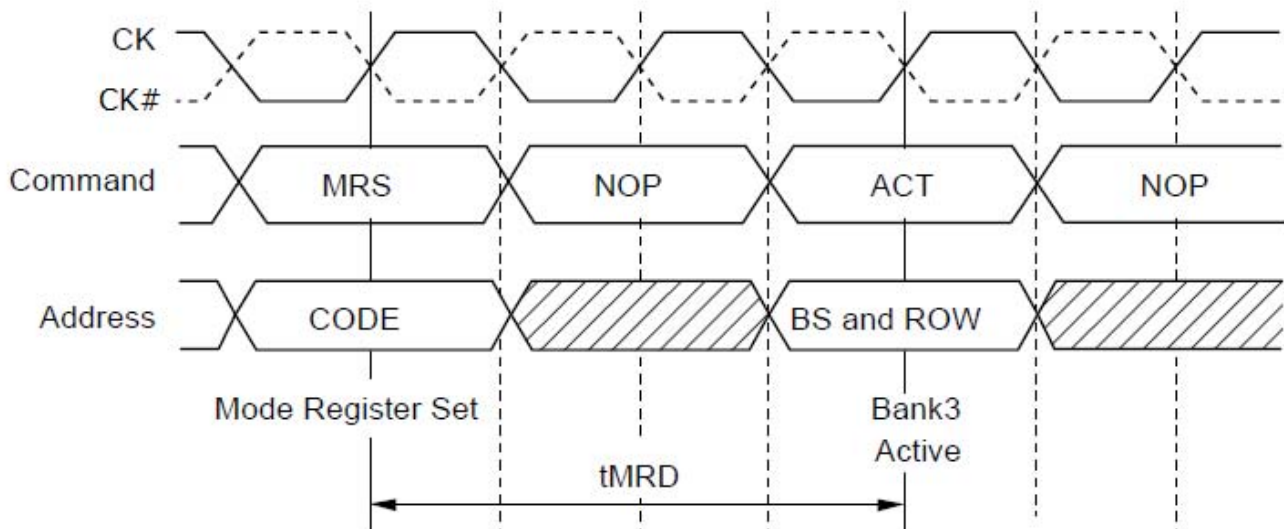 CK
CK#
Command
MRS
NOP
ACT
NOP
Address
CODE
BS and ROW
Mode Register Set
Bank3
Active
tMRD